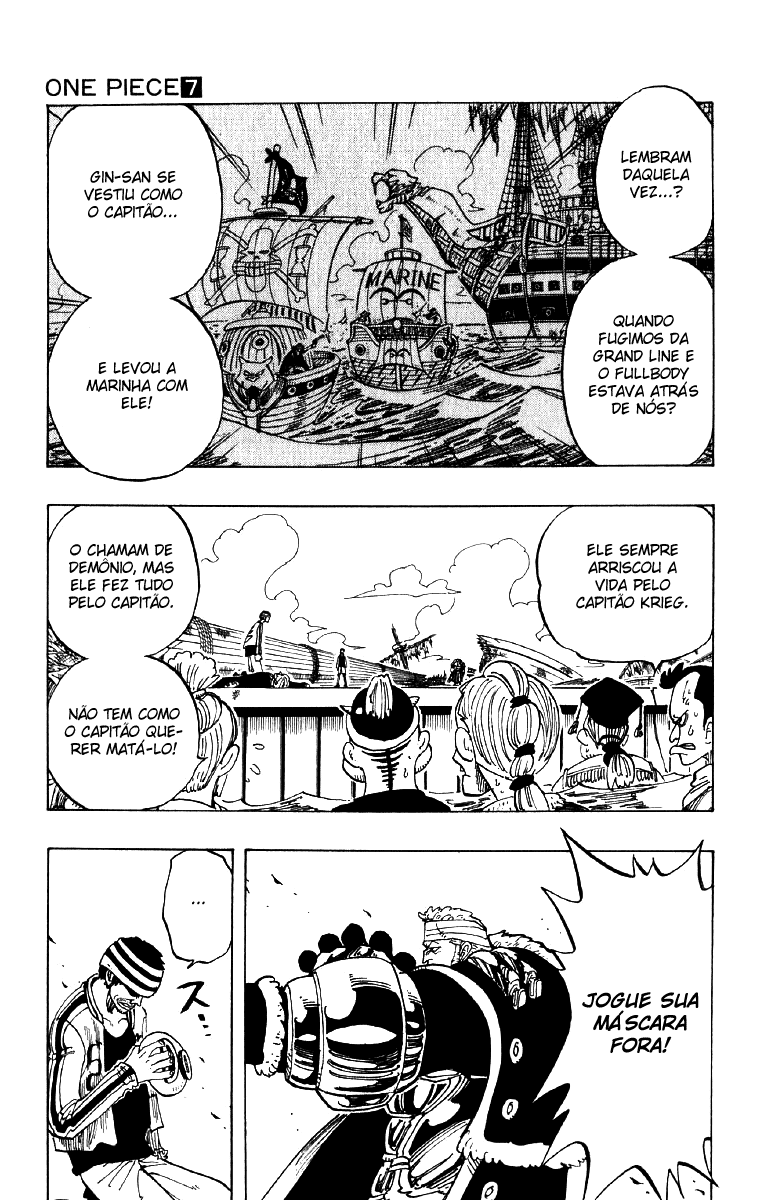 ONE PIECE 7
LEMBRAM
DAQUELA
VEZ...?
QUANDO
FUGIMOS DA
GRAND LINE E
O FULLBODY
ESTAVA ATRÁS
DE NÓS?
GIN-SAN SE
VESTIU COMO
O CAPITÃO...
E LEVOU A
MARINHA COM
ELE!
MARINE
ELE SEMPRE
ARRISCOU A
VIDA PELO
CAPITÃO KRIEG.
O CHAMAM DE
DEMÔNIO, MAS
ELE FEZ TUDO
PELO CAPITÃO.
NÃO TEM COMO
O CAPITÃO QUE-
RER MATÁ-LO!
JOGUE SUA
MÁSCARA
FORA!
...
ス